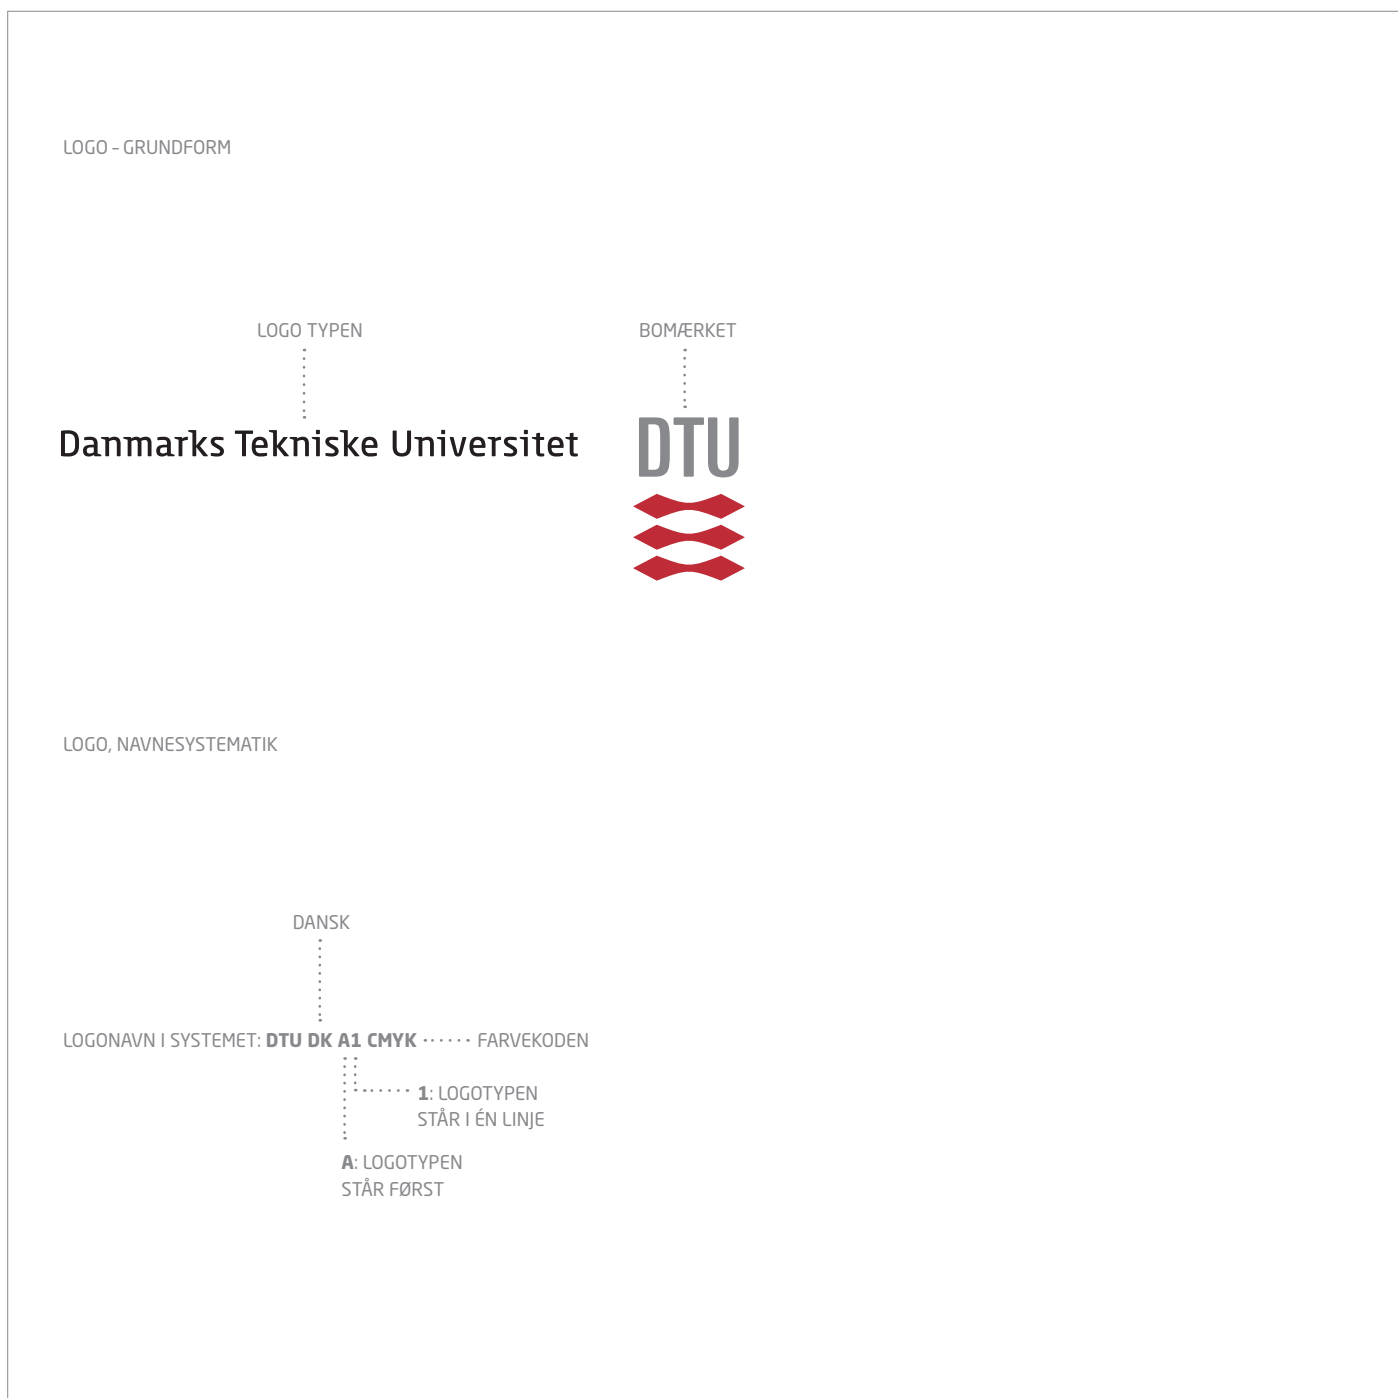 LOGO – GRUNDFORM
LOGO TYPEN
BOMÆRKET
Danmarks Tekniske Universitet
DTU
LOGO, NAVNESYSTEMATIK
DANSK
LOGONAVN I SYSTEMET: DTU DK A1 CMYK ······ FARVEKODEN
1: LOGOTYPEN
STÅR I ÉN LINJE
A: LOGOTYPEN
STÅR FØRST